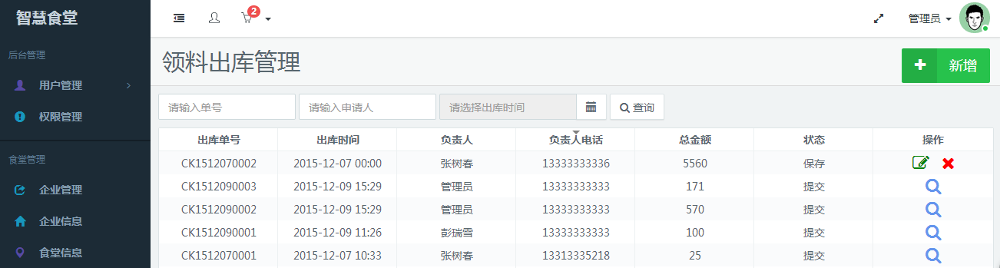 智慧食堂
2
管理员
后台管理
用户管理
权限管理
食堂管理
企业管理
企业信息
食堂信息
领料出库管理
新增
请输入单号 请输入申请人 请选择出库时间 查询
出库单号 出库时间 负责人 负责人电话 总金额 状态 操作
CK1512070002 2015-12-07 00:00 张树春 13333333336 5560 保存
CK1512090003 2015-12-09 15:29 管理员 13333333333 171 提交
CK1512090002 2015-12-09 15:29 管理员 13333333333 570 提交
CK1512090001 2015-12-09 11:26 彭瑞雪 13333333333 100 提交
CK1512070001 2015-12-07 10:33 张树春 13313335218 25 提交